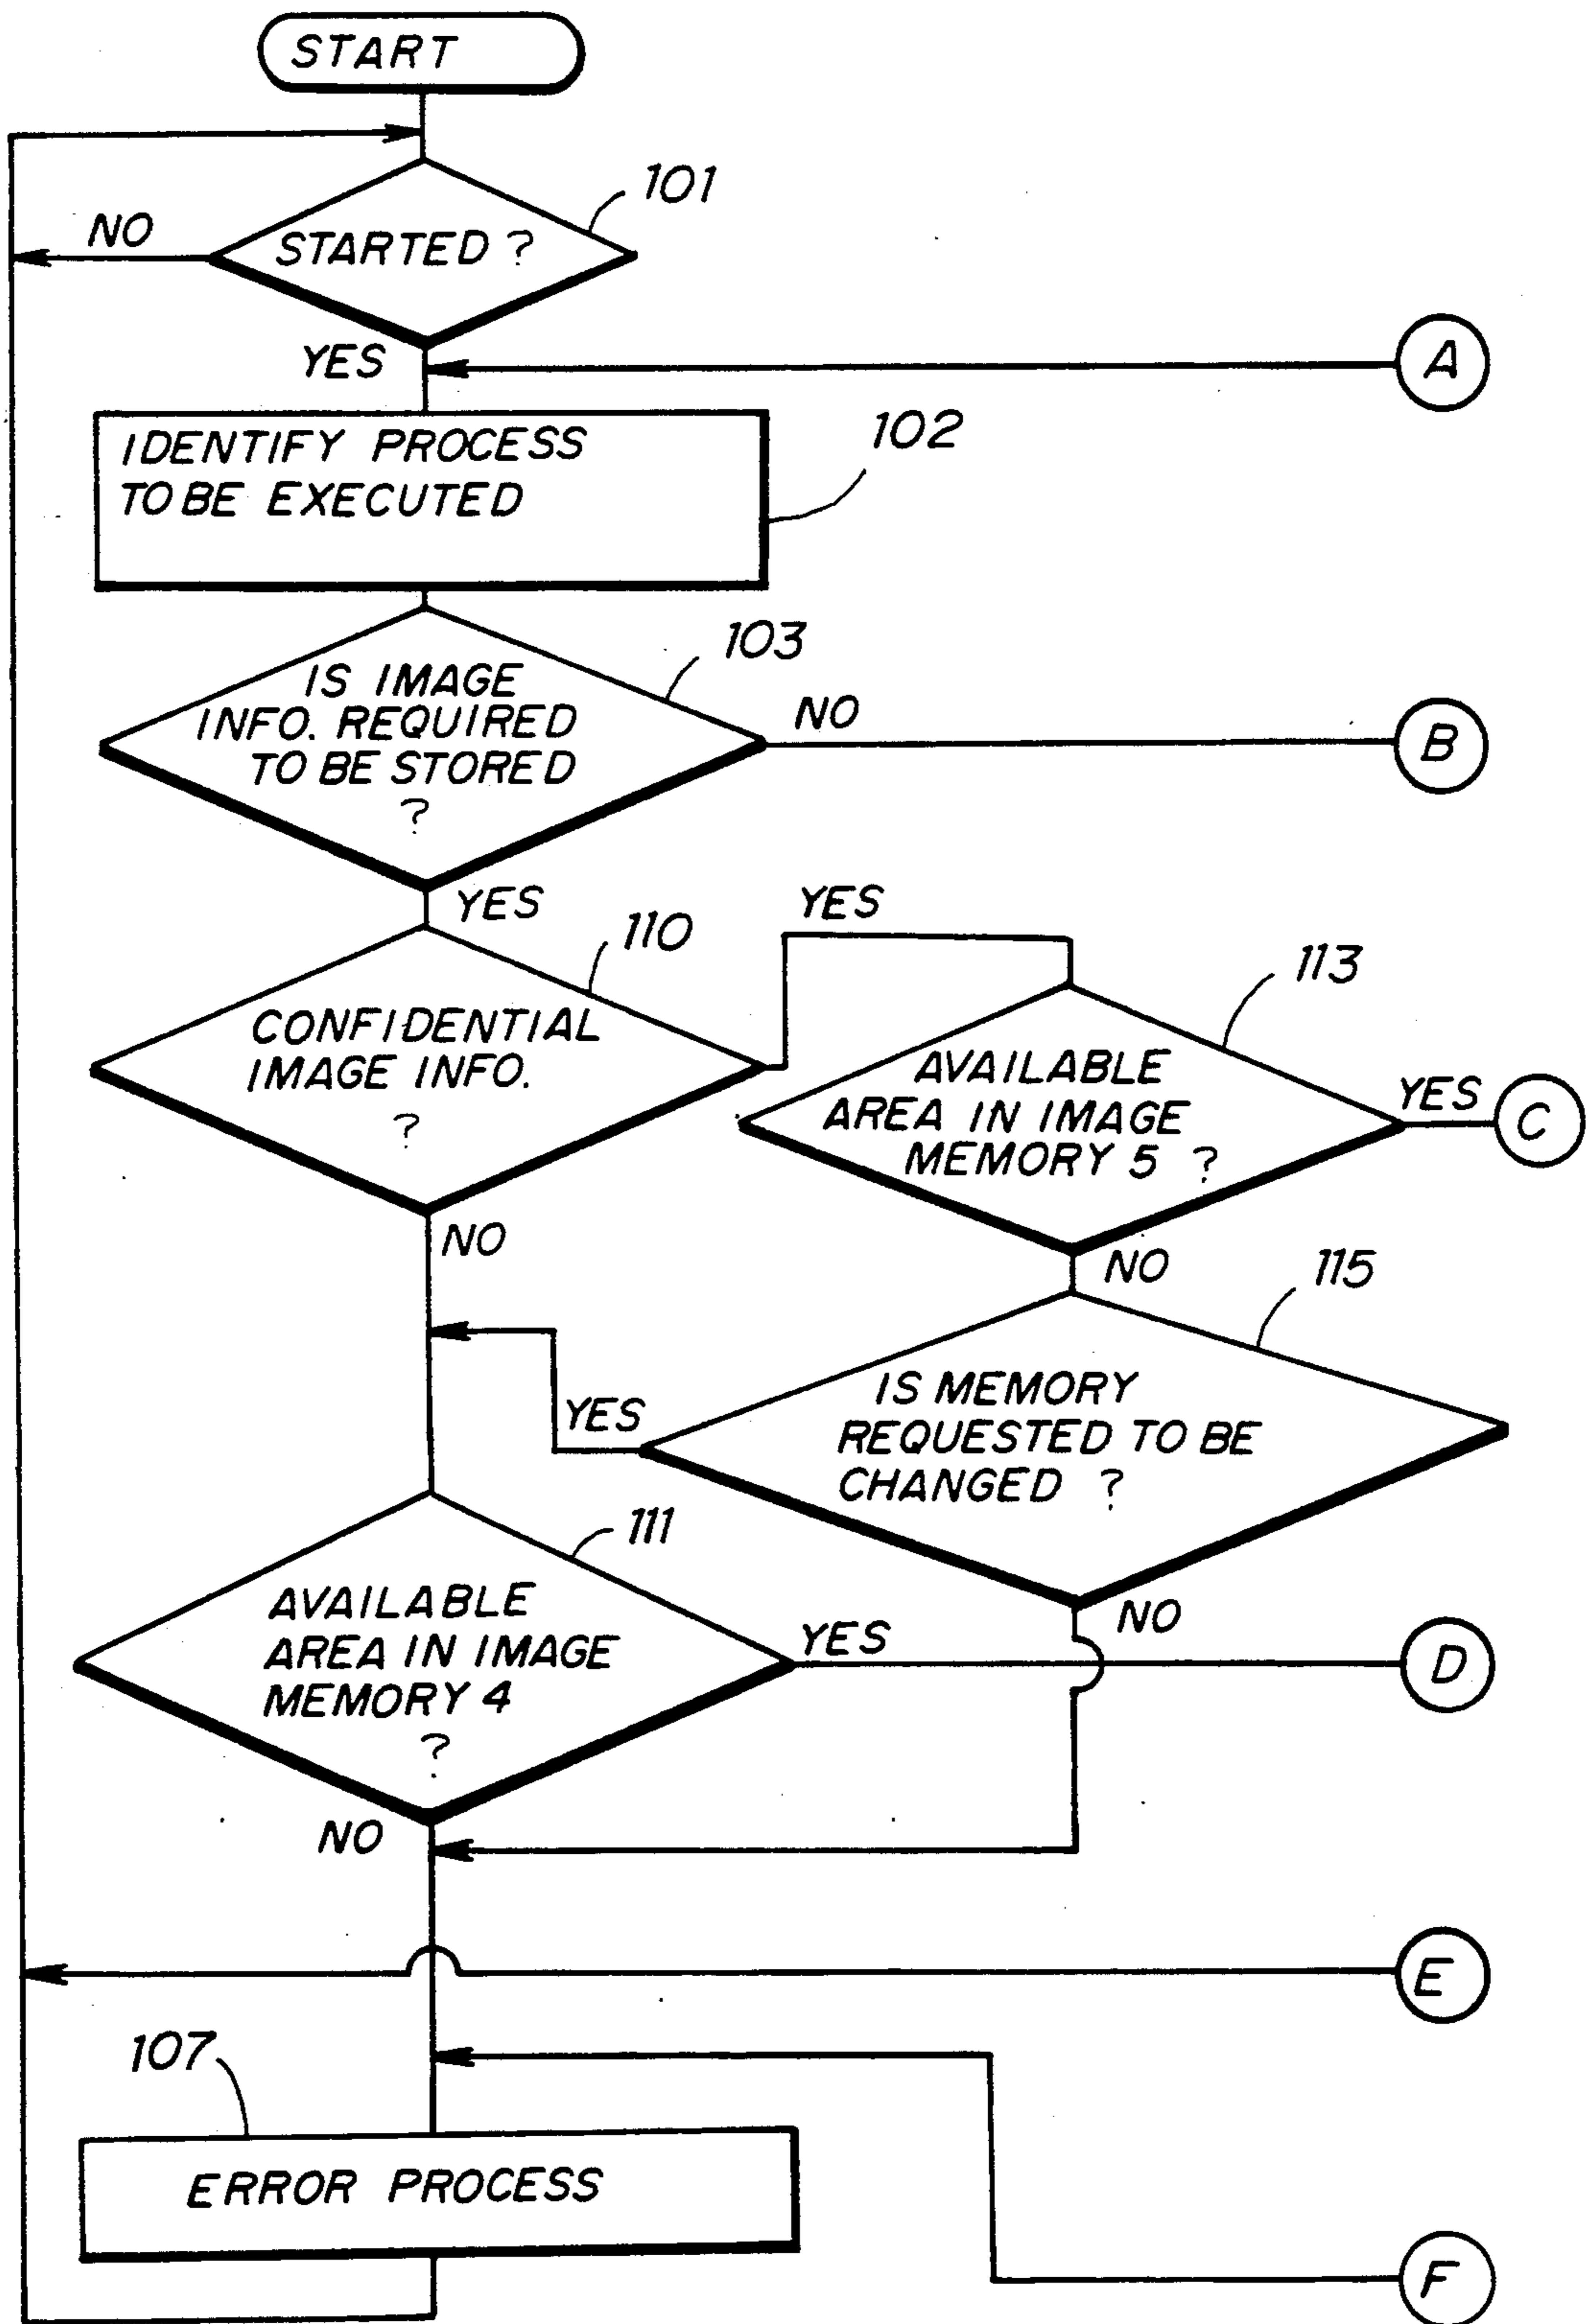 START
101
NO
STARTED ?
YES
A
102
IDENTIFY PROCESS
TO BE EXECUTED
103
IS IMAGE
INFO. REQUIRED
TO BE STORED
?
NO
B
YES
110
YES
113
CONFIDENTIAL
IMAGE INFO.
?
AVAILABLE
AREA IN IMAGE
MEMORY 5 ?
YES
C
NO
NO
115
YES
IS MEMORY
REQUESTED TO BE
CHANGED ?
111
AVAILABLE
AREA IN IMAGE
MEMORY 4
?
YES
NO
D
NO
E
107
ERROR PROCESS
F